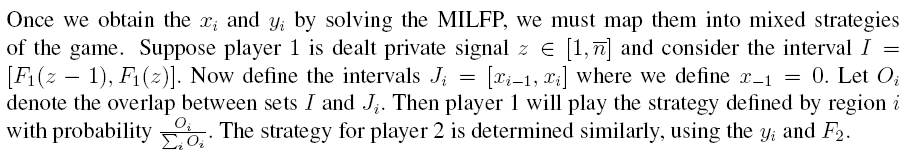 Once we obtain the $x_i$ and $y_i$ by solving the MILFP, we must map them into mixed strategies
of the game. Suppose player 1 is dealt private signal $z \in [1, \overline{n}]$ and consider the interval $I =$
$[F_1(z-1), F_1(z)]$. Now define the intervals $J_i = [x_{i-1}, x_i]$ where we define $x_{-1} = 0$. Let $O_i$
denote the overlap between sets $I$ and $J_i$. Then player 1 will play the strategy defined by region $i$
with probability $\frac{O_i}{\sum_i O_i}$. The strategy for player 2 is determined similarly, using the $y_i$ and $F_2$.